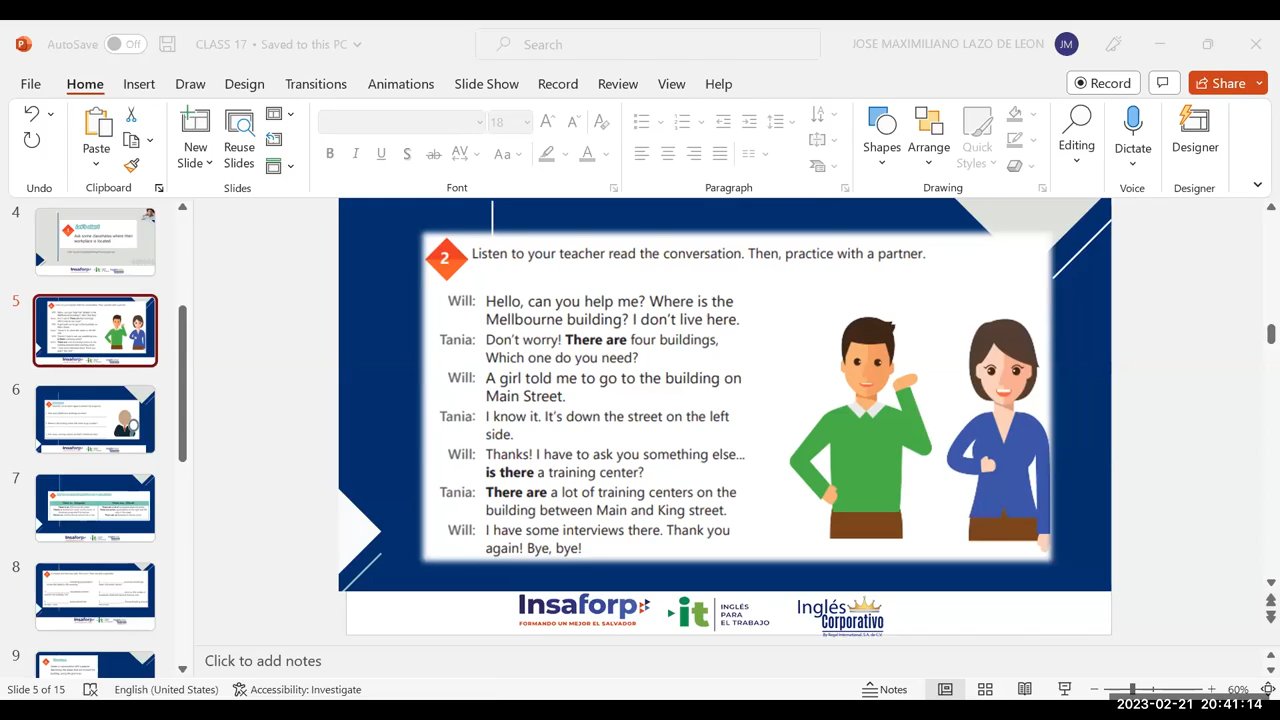 AutoSave Off CLASS 17 • Saved to this PC Search JOSE MAXIMILIANO LAZO DE LEON JM
File Home Insert Draw Design Transitions Animations Slide Show Record Review View Help Record Share
Paste New Slide Reuse Slides Shapes Arrange Quick Styles Editing Dictate Designer
Undo Clipboard Slides Font Paragraph Drawing Voice Designer
4
5
6
7
8
9
2 Listen to your teacher read the conversation. Then, practice with a partner.
Will: Hello, can you help me? Where is the
Melbourne building? I don't live here.
Tania: Don't worry! There are four buildings,
Which one do you need?
Will: A girl told me to go to the building on
Main Street.
Tania: I know it. It's down the street on the left
side.
Will: Thanks! I have to ask you something else...
is there a training center?
Tania: There are a lot of training centers on the
building between Main and King street.
Will: I have some interviews there. Thank you
again! Bye, bye!
Insaforp
FORMANDO UN MEJOR EL SALVADOR
it
INGLÉS
PARA
EL TRABAJO
Inglés
Corporativo
By Regal International, S.A. de C.V.
Click to add notes
Slide 5 of 15 English (United States) Accessibility: Investigate Notes 60%
2023-02-21 20:41:14